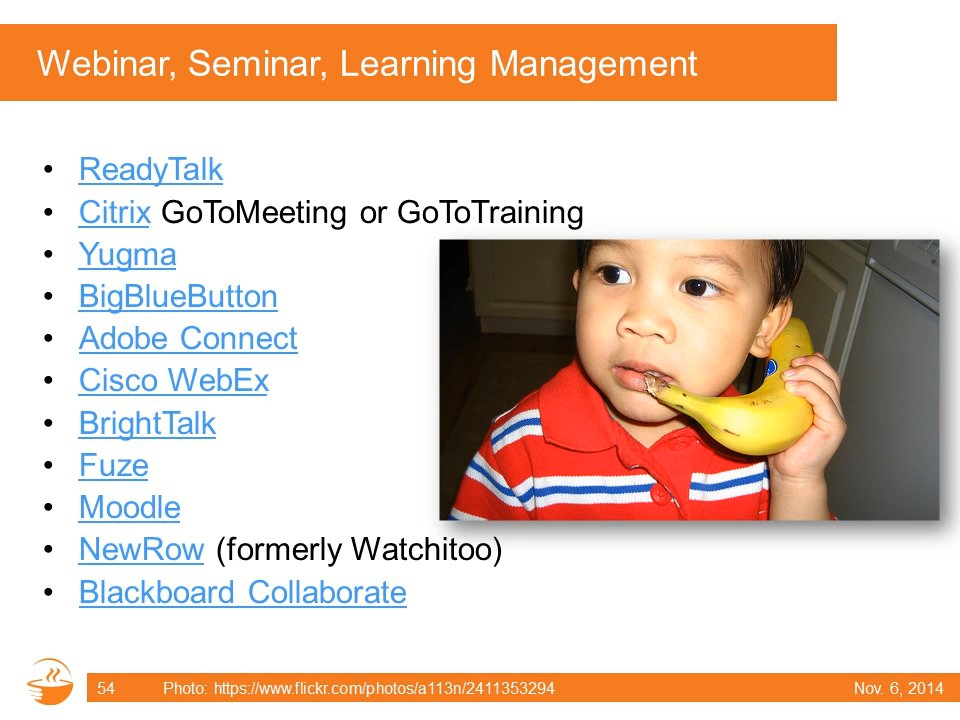 Webinar, Seminar, Learning Management
• ReadyTalk
• Citrix GoToMeeting or GoToTraining
• Yugma
• BigBlueButton
• Adobe Connect
• Cisco WebEx
• BrightTalk
• Fuze
• Moodle
• NewRow (formerly Watchitoo)
• Blackboard Collaborate
54 Photo: https://www.flickr.com/photos/a113n/2411353294 Nov. 6, 2014